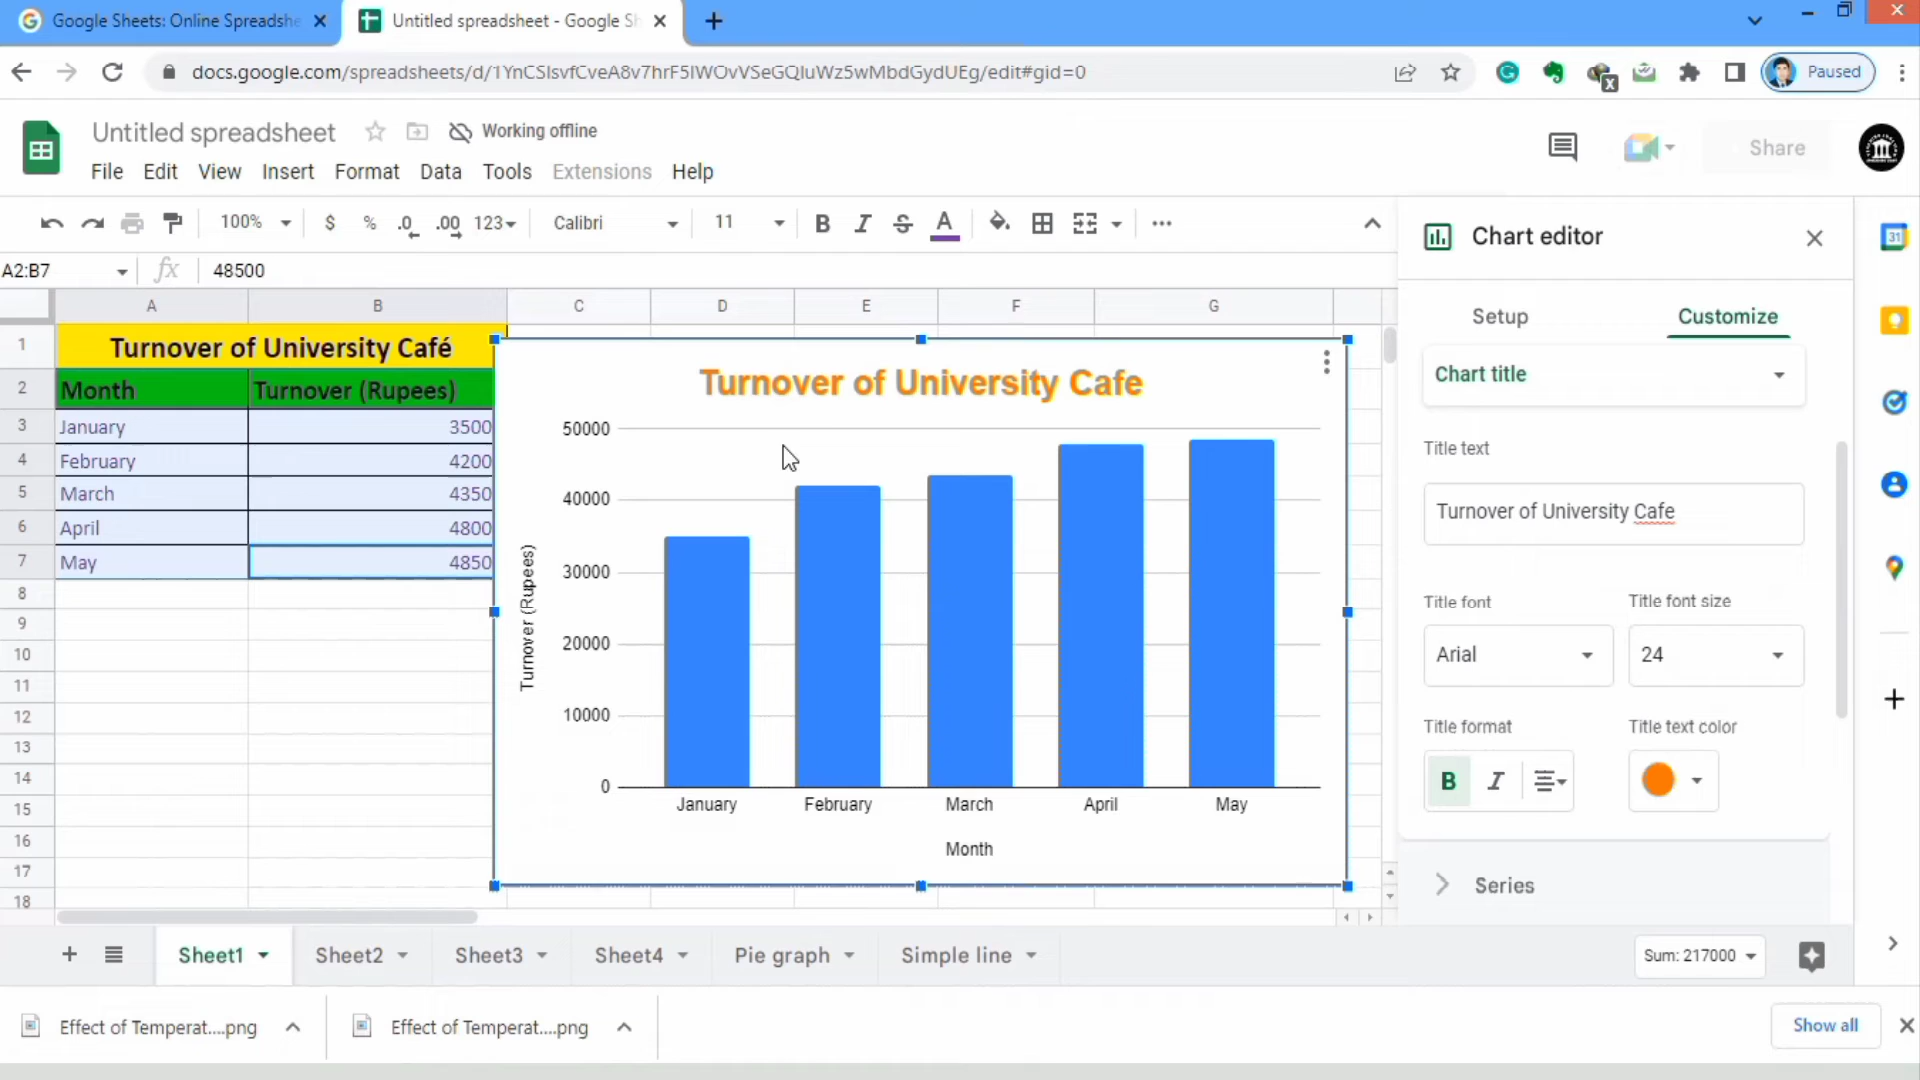 Google Sheets: Online Spreadshe
Untitled spreadsheet - Google Sh
docs.google.com/spreadsheets/d/1YnCSIsvfCveA8v7hrF5IWOvVSeGQIuWz5wMbdGydUEg/edit#gid=0
Paused
Untitled spreadsheet
Working offline
File Edit View Insert Format Data Tools Extensions Help
Share
100% $ % .0 .00 123 Calibri 11 B I S A
Chart editor
31
A2:B7 fx 48500
Setup Customize
A B C D E F G
1 Turnover of University Café
2 Month Turnover (Rupees)
3 January 3500
4 February 4200
5 March 4350
6 April 4800
7 May 4850
8
9
10
11
12
13
14
15
16
17
18
Turnover of University Cafe
50000
40000
30000
20000
10000
0
Turnover (Rupees)
January February March April May
Month
Chart title
Title text
Turnover of University Cafe
Title font Title font size
Arial 24
Title format Title text color
B I
Series
Sheet1 Sheet2 Sheet3 Sheet4 Pie graph Simple line
Sum: 217000
Effect of Temperat....png Effect of Temperat....png
Show all